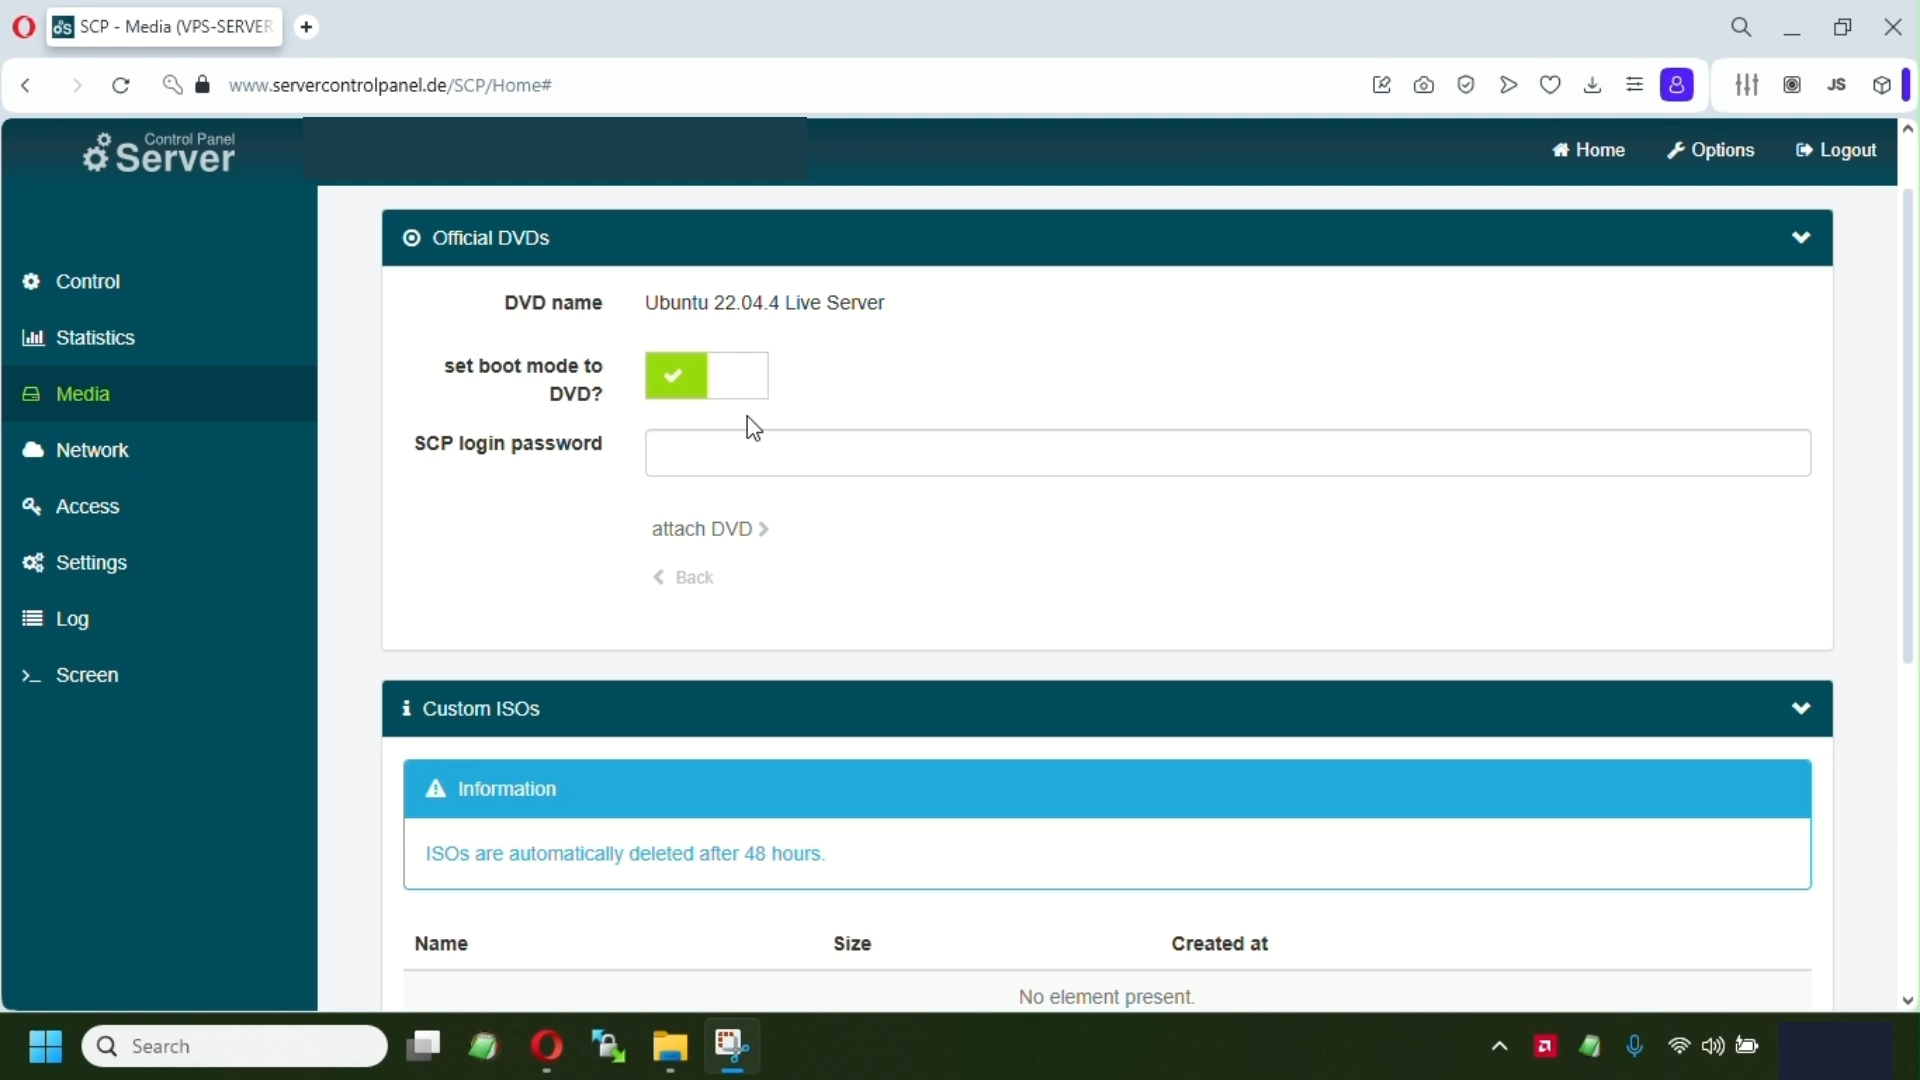 SCP - Media (VPS-SERVER
www.servercontrolpanel.de/SCP/Home#
JS
Control Panel
Server
Home
Options
Logout
Control
Statistics
Media
Network
Access
Settings
Log
Screen
Official DVDs
DVD name
Ubuntu 22.04.4 Live Server
set boot mode to
DVD?
SCP login password
attach DVD
Back
Custom ISOs
Information
ISOs are automatically deleted after 48 hours.
Name Size Created at
No element present.
Search